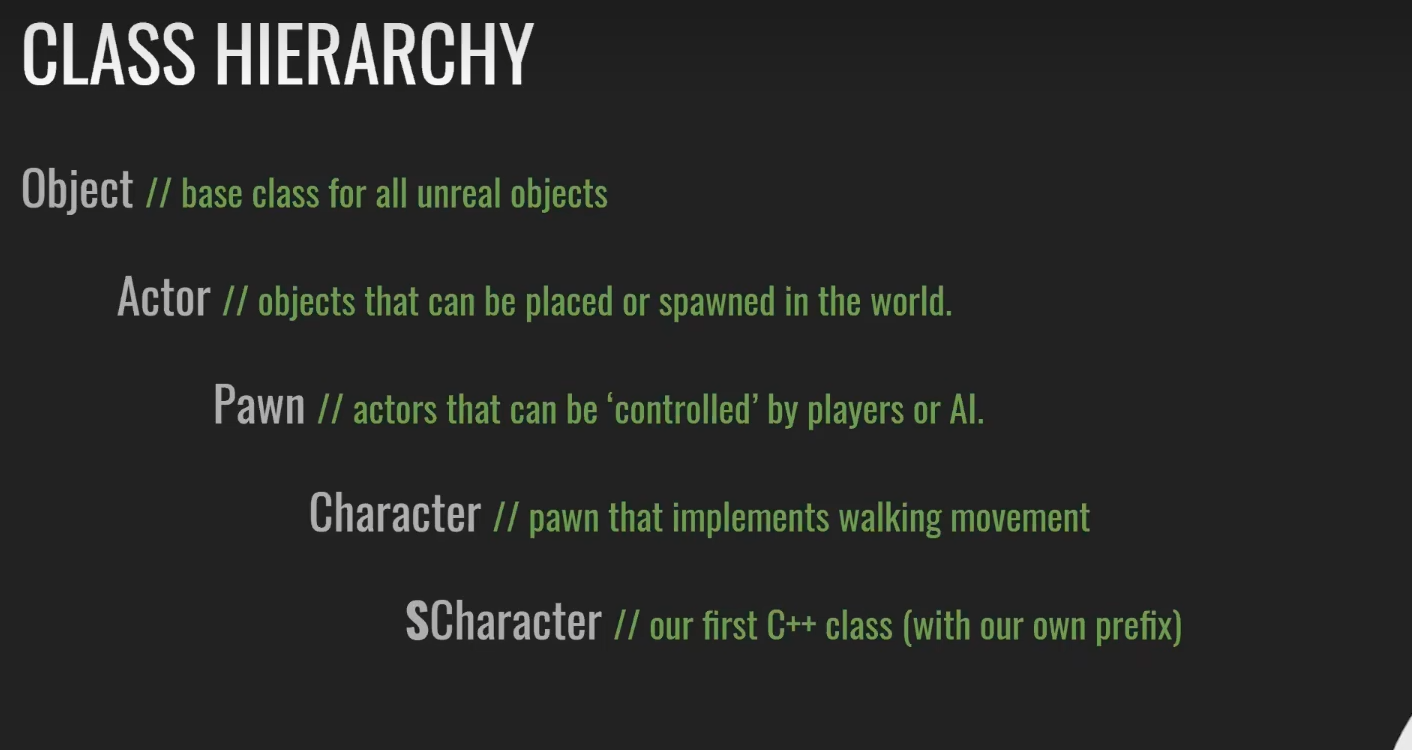 CLASS HIERARCHY
Object // base class for all unreal objects
Actor // objects that can be placed or spawned in the world.
Pawn // actors that can be ‘controlled’ by players or AI.
Character // pawn that implements walking movement
SCharacter // our first C++ class (with our own prefix)